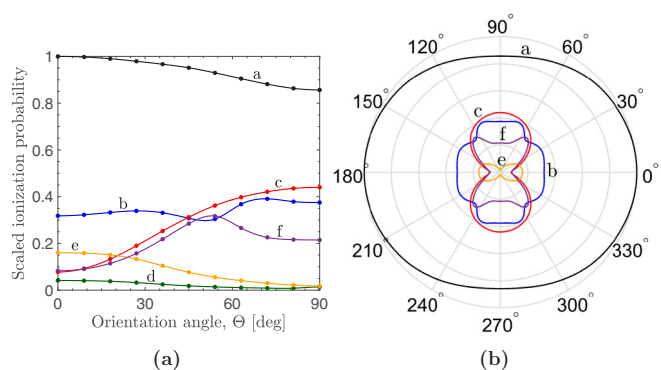 Scaled ionization probability
1
0.8
0.6
0.4
0.2
0
a
b
c
e
f
d
0
30
60
90
Orientation angle, Θ [deg]
(a)
90°
120°
60°
a
150°
30°
c
f
e
b
180°
0°
210°
330°
240°
300°
270°
(b)